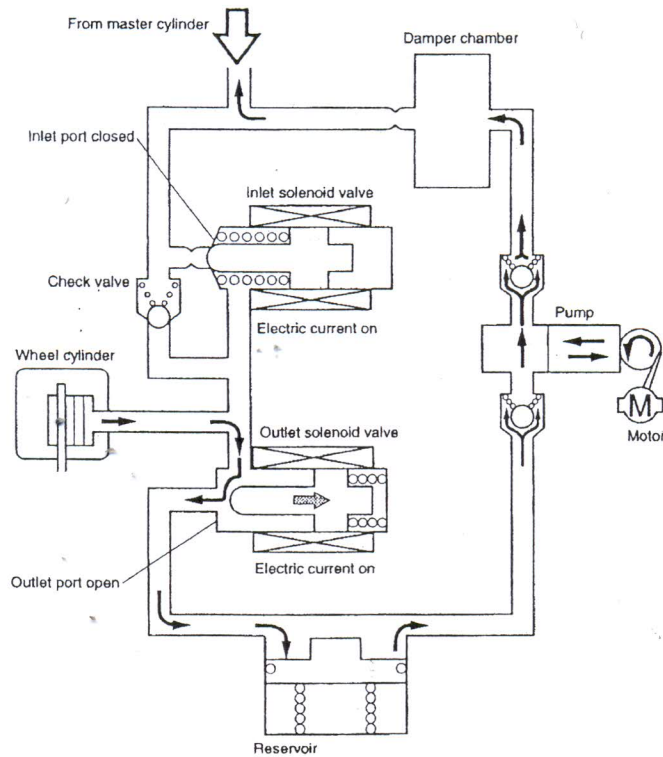 From master cylinder
Damper chamber
Inlet port closed
Inlet solenoid valve
Check valve
Electric current on
Pump
Wheel cylinder
M
Motor
Outlet solenoid valve
Electric current on
Outlet port open
Reservoir